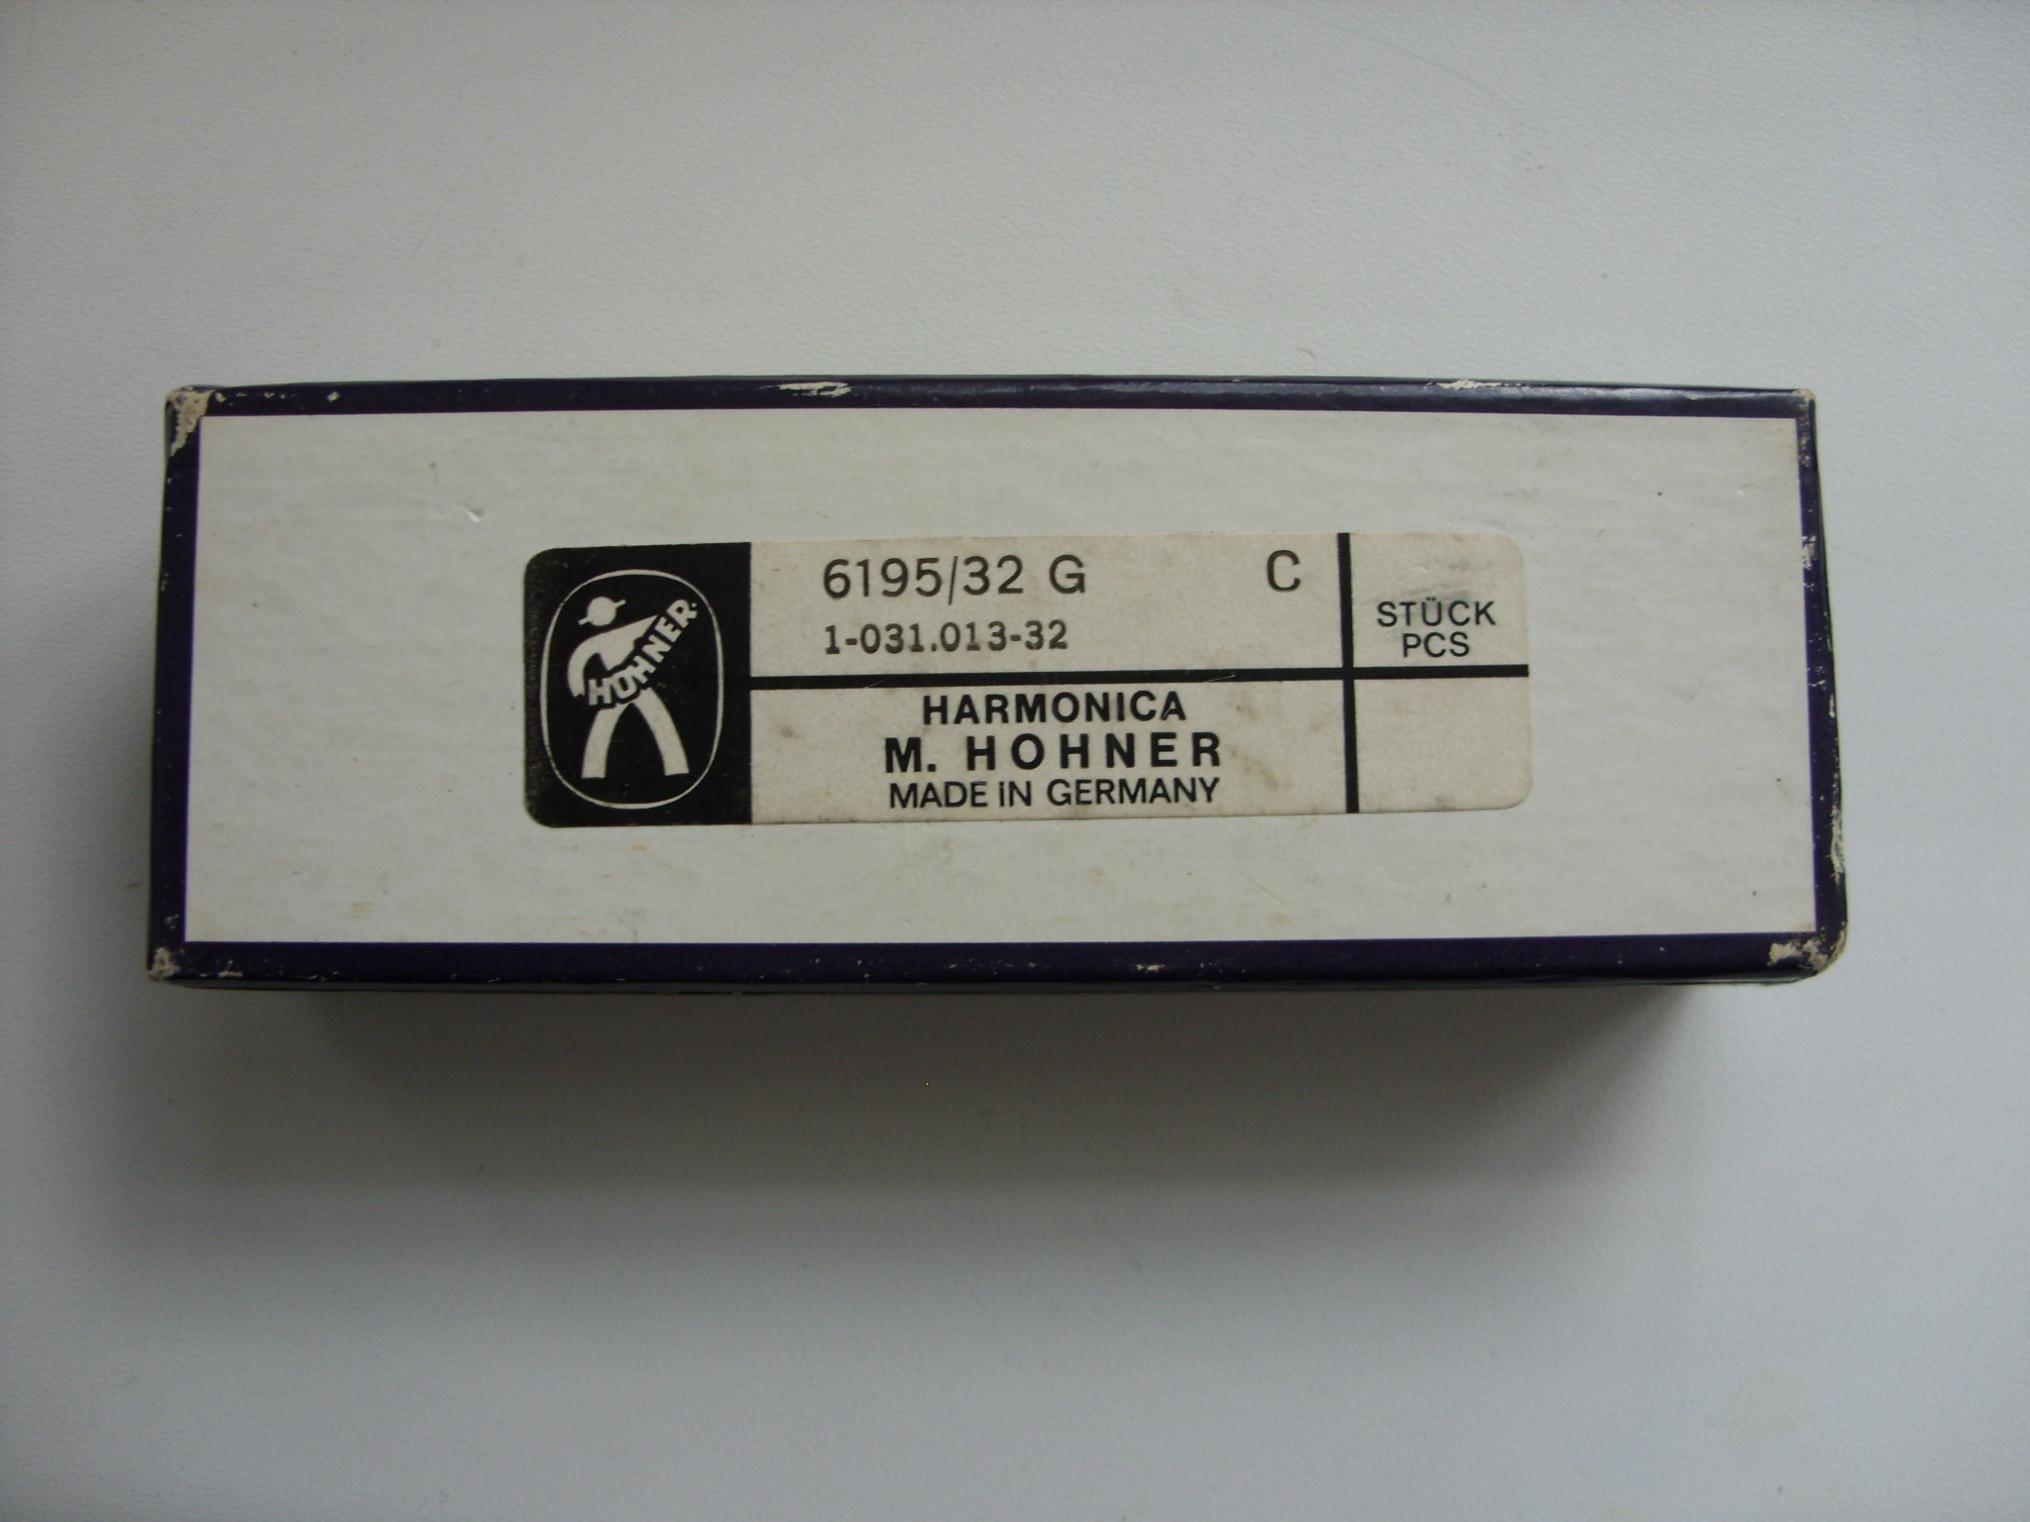 HOHNER
6195/32 G C
1-031.013-32
STÜCK
PCS
HARMONICA
M. HOHNER
MADE IN GERMANY